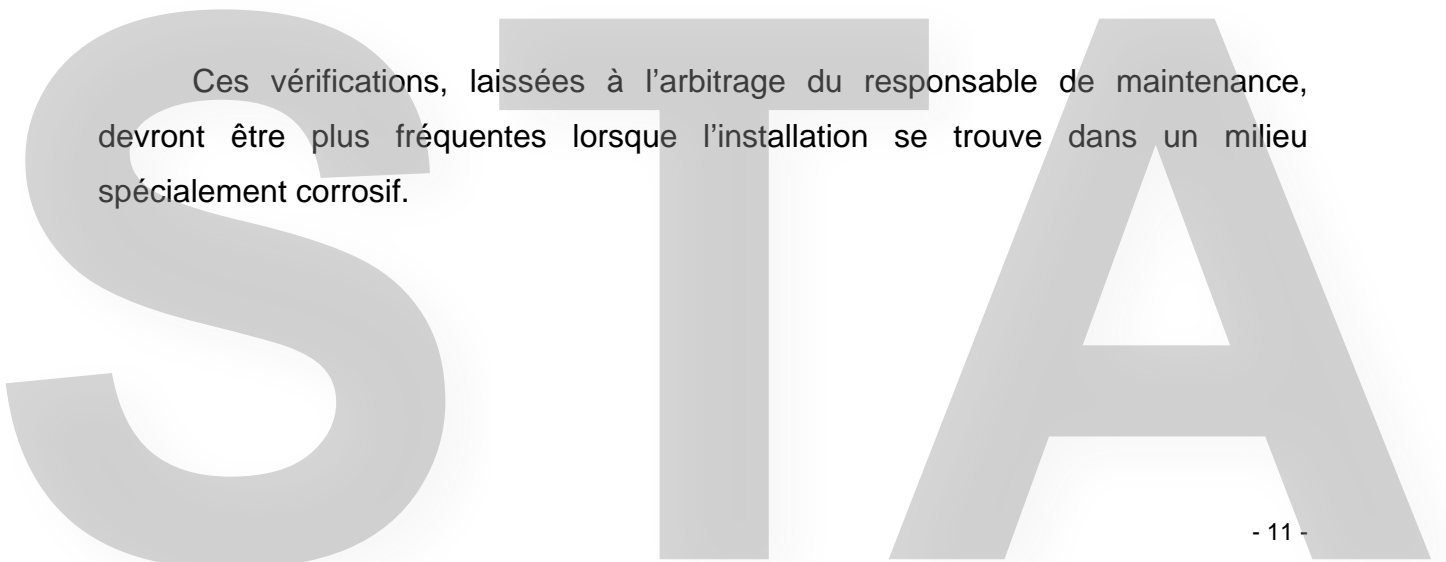 Ces vérifications, laissées à l’arbitrage du responsable de maintenance,
devront être plus fréquentes lorsque l’installation se trouve dans un milieu
spécialement corrosif.
STA
- 11 -